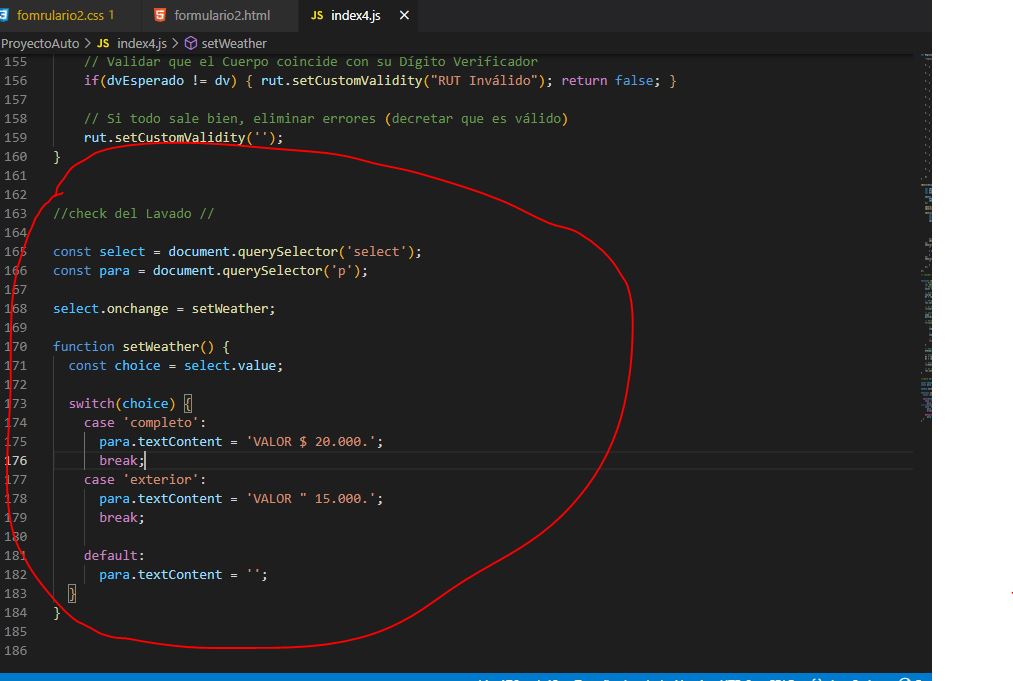 fomrulario2.css 1 formulario2.html JS index4.js
ProyectoAuto > JS index4.js > setWeather
155 // Validar que el Cuerpo coincide con su Dígito Verificador
156 if(dvEsperado != dv) { rut.setCustomValidity("RUT Inválido"); return false; }
157
158 // Si todo sale bien, eliminar errores (decretar que es válido)
159 rut.setCustomValidity('');
160 }
161
162
163 //check del Lavado //
164
165 const select = document.querySelector('select');
166 const para = document.querySelector('p');
167
168 select.onchange = setWeather;
169
170 function setWeather() {
171 const choice = select.value;
172
173 switch(choice) {
174 case 'completo':
175 para.textContent = 'VALOR $ 20.000.';
176 break;
177 case 'exterior':
178 para.textContent = 'VALOR " 15.000.';
179 break;
180
181 default:
182 para.textContent = '';
183 }
184 }
185
186